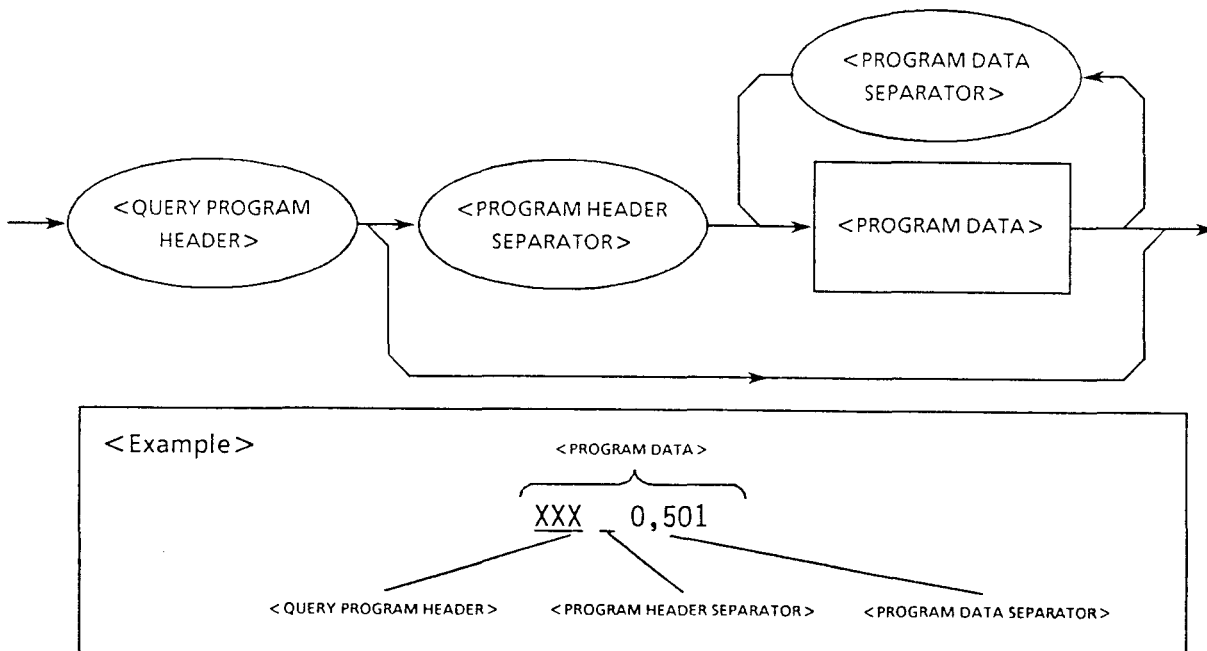 <PROGRAM DATA
SEPARATOR>
<QUERY PROGRAM
HEADER>
<PROGRAM HEADER
SEPARATOR>
<PROGRAM DATA>
<Example>
<PROGRAM DATA>
XXX _ 0,501
<QUERY PROGRAM HEADER> <PROGRAM HEADER SEPARATOR> <PROGRAM DATA SEPARATOR>